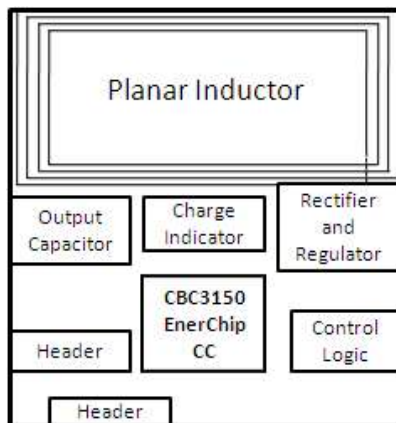 Planar Inductor
Output
Capacitor
Charge
Indicator
Rectifier
and
Regulator
CBC3150
EnerChip
CC
Header
Control
Logic
Header